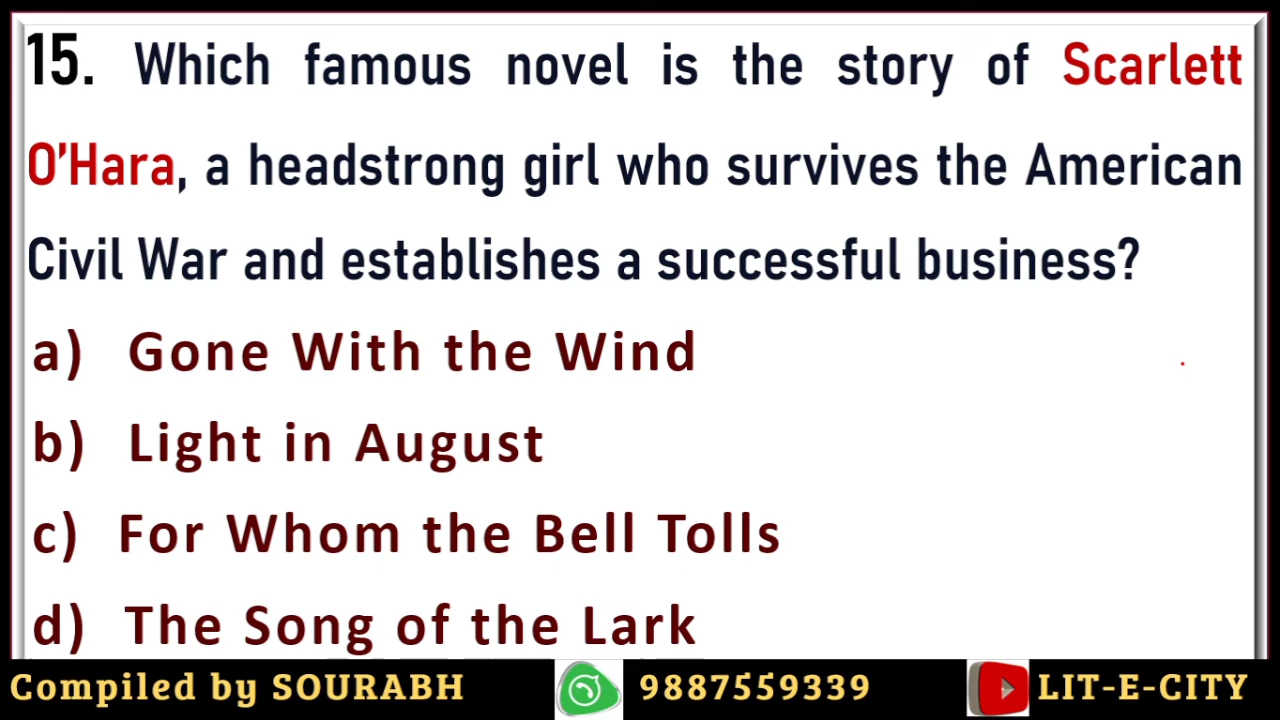 15. Which famous novel is the story of Scarlett
O’Hara, a headstrong girl who survives the American
Civil War and establishes a successful business?
a) Gone With the Wind
b) Light in August
c) For Whom the Bell Tolls
d) The Song of the Lark
Compiled by SOURABH 9887559339 LIT-E-CITY